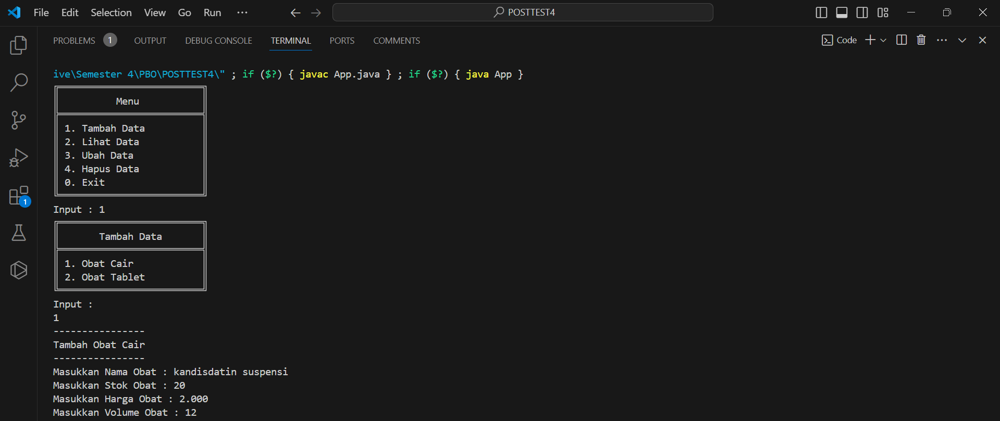 File Edit Selection View Go Run ··· POSTTEST4
PROBLEMS 1 OUTPUT DEBUG CONSOLE TERMINAL PORTS COMMENTS Code
ive\Semester 4\PBO\POSTTEST4\" ; if ($?) { javac App.java } ; if ($?) { java App }
Menu
1. Tambah Data
2. Lihat Data
3. Ubah Data
4. Hapus Data
0. Exit
1
Input : 1
Tambah Data
1. Obat Cair
2. Obat Tablet
Input :
1
----------------
Tambah Obat Cair
----------------
Masukkan Nama Obat : kandisdatin suspensi
Masukkan Stok Obat : 20
Masukkan Harga Obat : 2.000
Masukkan Volume Obat : 12